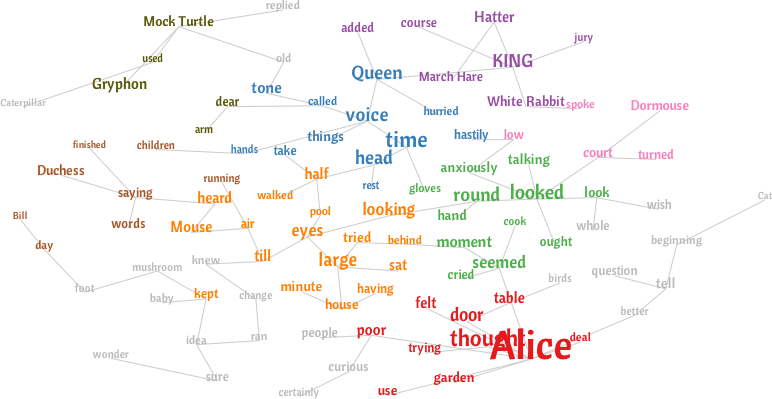 replied
Mock Turtle
added
course
Hatter
jury
used
old
KING
Queen
March Hare
Gryphon
tone
Caterpillar
dear
called
hurried
White Rabbit
spoke
Dormouse
voice
arm
things
time
hastily
low
finished
children
hands
take
head
talking
court
turned
Duchess
running
half
rest
gloves
anxiously
saying
heard
walked
round
looked
look
Cat
wish
Bill
words
Mouse
air
pool
looking
hand
cook
whole
day
eyes
tried
behind
moment
ought
beginning
till
knew
mushroom
large
sat
seemed
cried
birds
question
tell
foot
baby
kept
change
minute
having
house
felt
table
door
better
idea
ran
people
poor
trying
thought
Alice
deal
wonder
sure
curious
garden
certainly
use